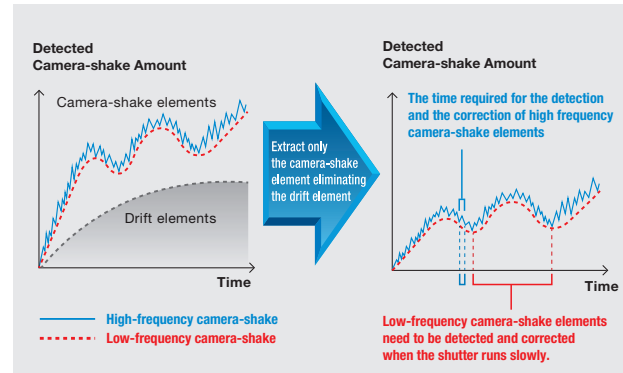 Detected
Camera-shake Amount
Camera-shake elements
Drift elements
Time
High-frequency camera-shake
Low-frequency camera-shake
Extract only
the camera-shake
element eliminating
the drift element
Detected
Camera-shake Amount
The time required for the detection
and the correction of high frequency
camera-shake elements
Time
Low-frequency camera-shake elements
need to be detected and corrected
when the shutter runs slowly.